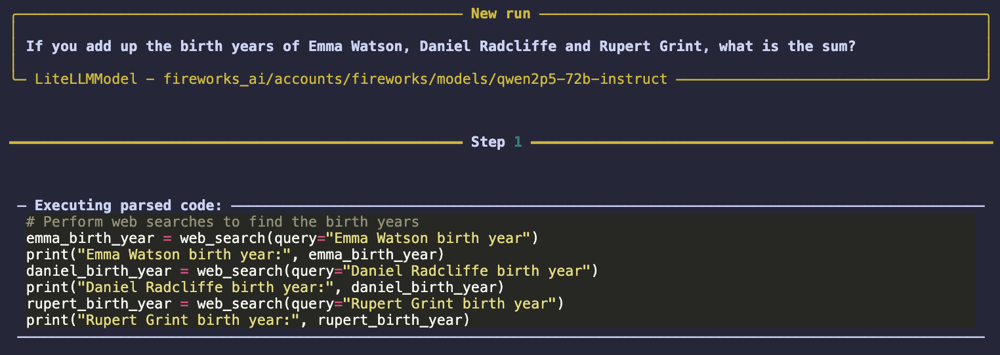 New run
If you add up the birth years of Emma Watson, Daniel Radcliffe and Rupert Grint, what is the sum?
LiteLLMModel - fireworks_ai/accounts/fireworks/models/qwen2p5-72b-instruct
Step 1
Executing parsed code:
# Perform web searches to find the birth years
emma_birth_year = web_search(query="Emma Watson birth year")
print("Emma Watson birth year:", emma_birth_year)
daniel_birth_year = web_search(query="Daniel Radcliffe birth year")
print("Daniel Radcliffe birth year:", daniel_birth_year)
rupert_birth_year = web_search(query="Rupert Grint birth year")
print("Rupert Grint birth year:", rupert_birth_year)